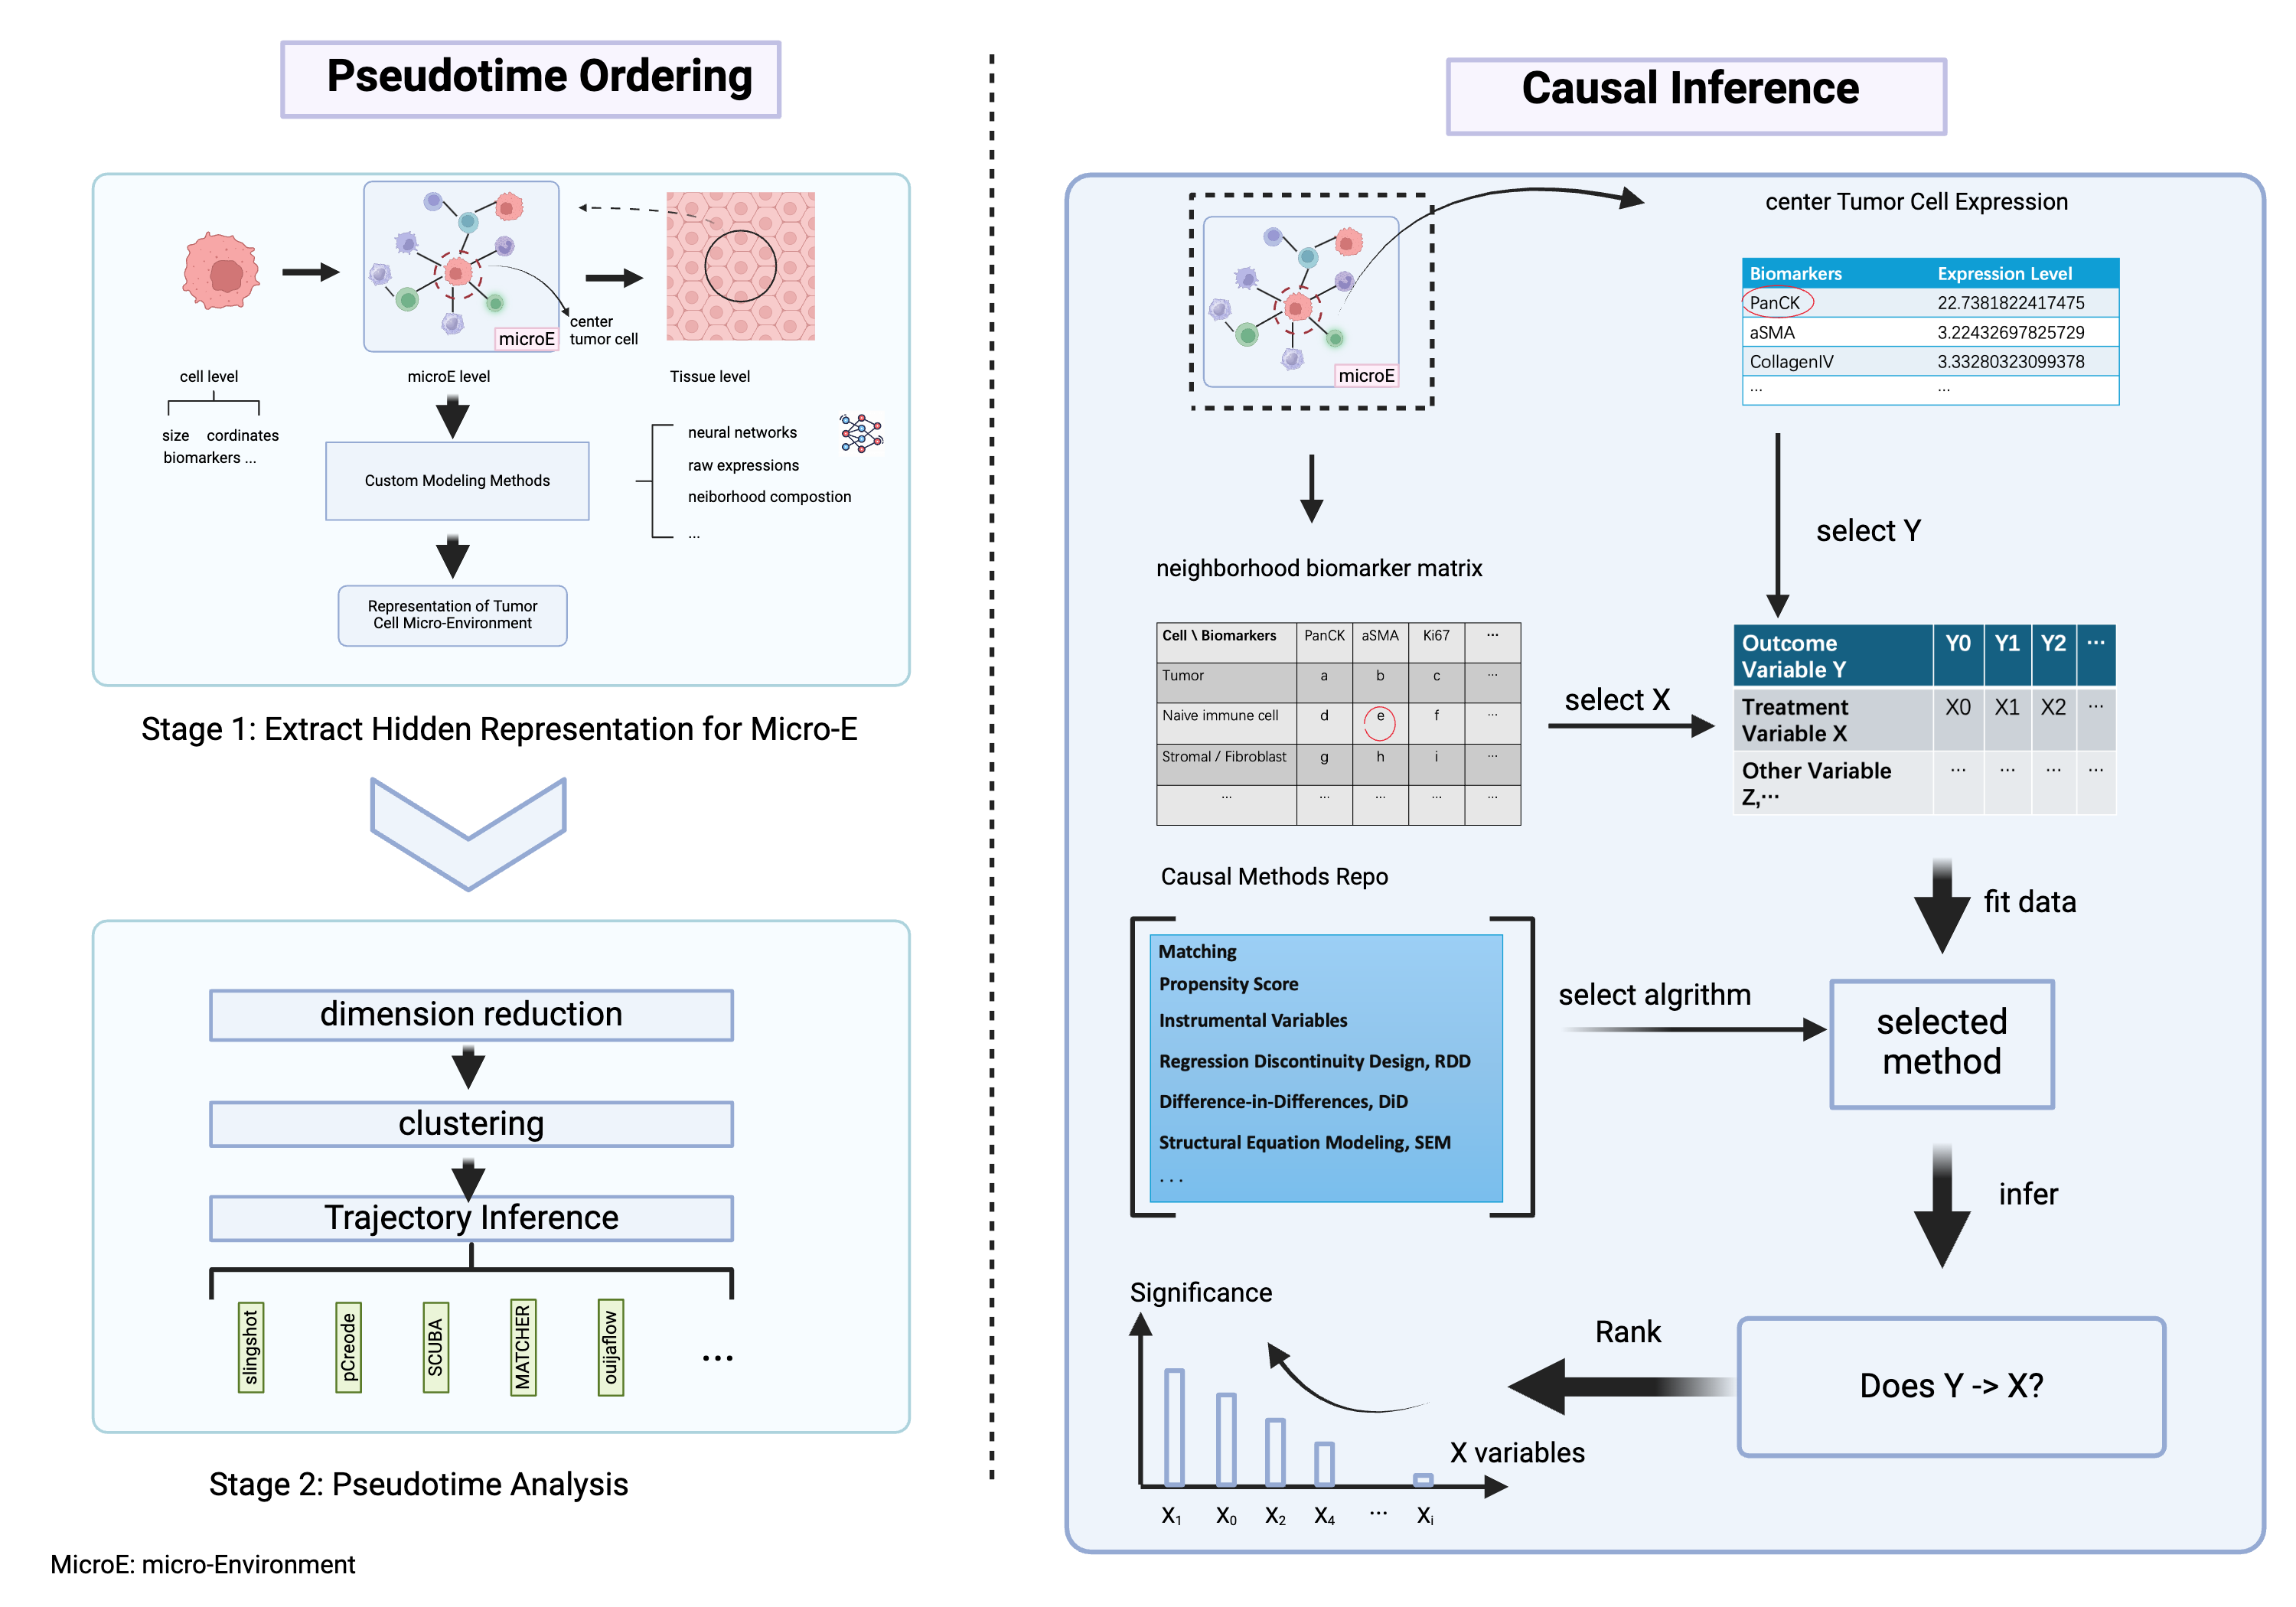 Pseudotime Ordering
microE
center
tumor cell
cell level
microE level
Tissue level
size cordinates
biomarkers ...
Custom Modeling Methods
neural networks
raw expressions
neiborhood compostion
...
Representation of Tumor
Cell Micro-Environment
Stage 1: Extract Hidden Representation for Micro-E
dimension reduction
clustering
Trajectory Inference
slingshot
pCreode
SCUBA
MATCHER
ouijaflow
...
Stage 2: Pseudotime Analysis
MicroE: micro-Environment
Causal Inference
microE
center Tumor Cell Expression
Biomarkers Expression Level
PanCK 22.7381822417475
aSMA 3.22432697825729
CollagenIV 3.33280323099378
... ...
select Y
neighborhood biomarker matrix
Cell \ Biomarkers PanCK aSMA Ki67 ...
Tumor a b c ...
Naive immune cell d e f ...
Stromal / Fibroblast g h i ...
... ... ... ... ...
select X
Outcome
Variable Y Y0 Y1 Y2 ...
Treatment
Variable X X0 X1 X2 ...
Other Variable
Z,... ... ... ... ...
Causal Methods Repo
Matching
Propensity Score
Instrumental Variables
Regression Discontinuity Design, RDD
Difference-in-Differences, DiD
Structural Equation Modeling, SEM
. . .
select algrithm
fit data
selected
method
infer
Does Y -> X?
Rank
Significance
X variables
X₁ X₀ X₂ X₄ ... Xᵢ